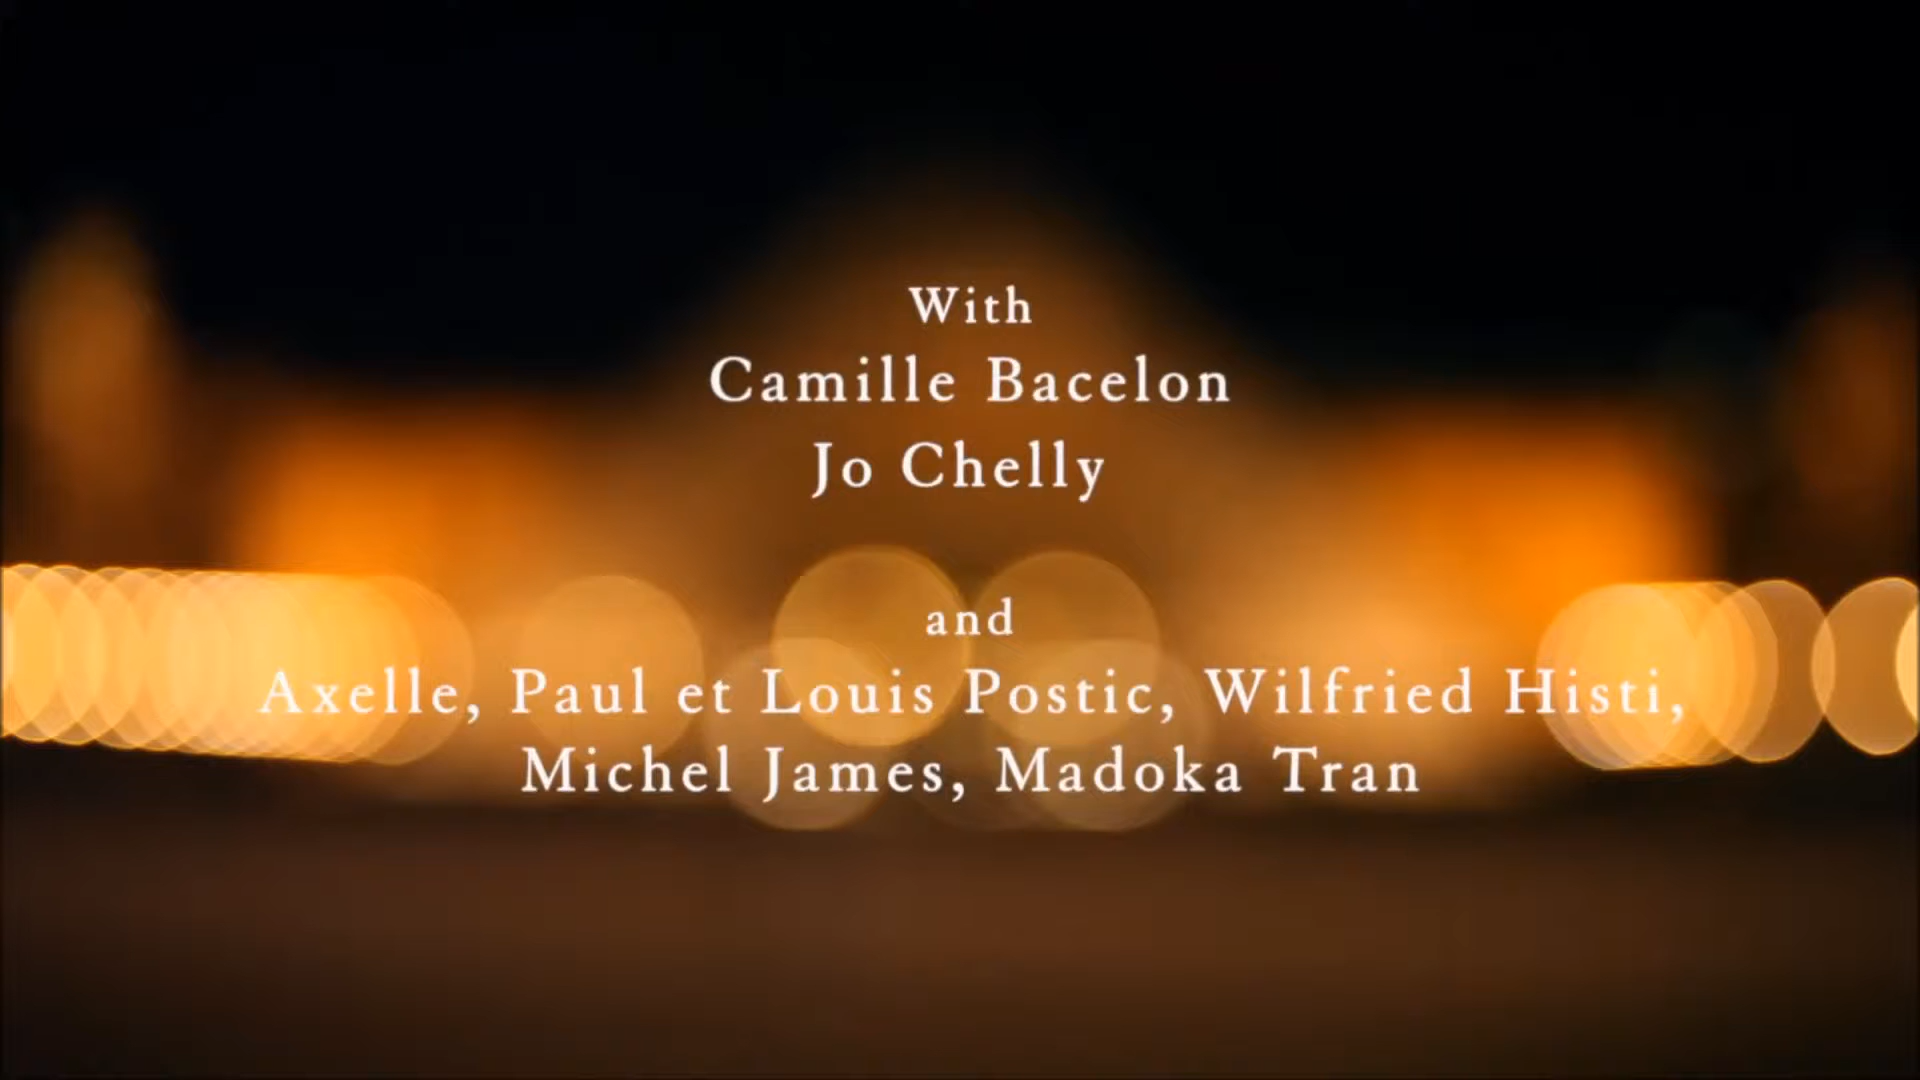 With
Camille Bacelon
Jo Chelly
and
Axelle, Paul et Louis Postic, Wilfried Histi,
Michel James, Madoka Tran